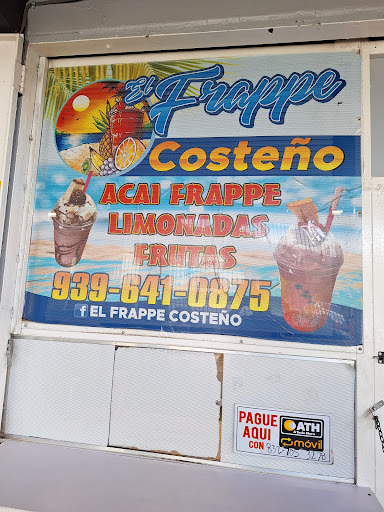 El Frappe
Costeño
ACAI FRAPPE
LIMONADAS
FRUTAS
939-641-0875
f EL FRAPPE COSTEÑO
PAGUE
AQUI
CON
ATH
móvil